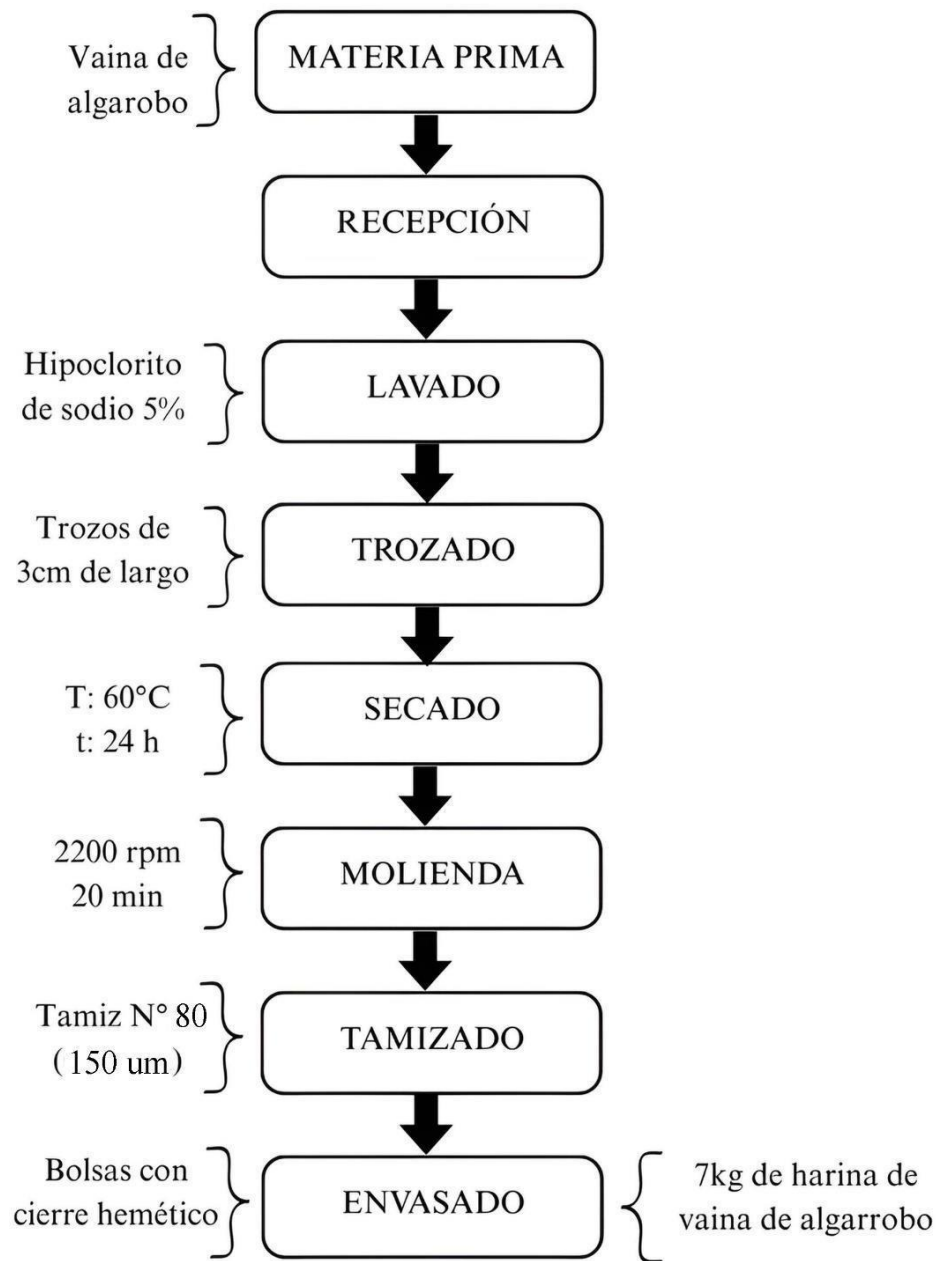 Vaina de
algarobo
MATERIA PRIMA
RECEPCIÓN
Hipoclorito
de sodio 5%
LAVADO
Trozos de
3cm de largo
TROZADO
T: 60°C
t: 24 h
SECADO
2200 rpm
20 min
MOLIENDA
Tamiz N° 80
(150 um)
TAMIZADO
Bolsas con
cierre hemético
ENVASADO
7kg de harina de
vaina de algarrobo